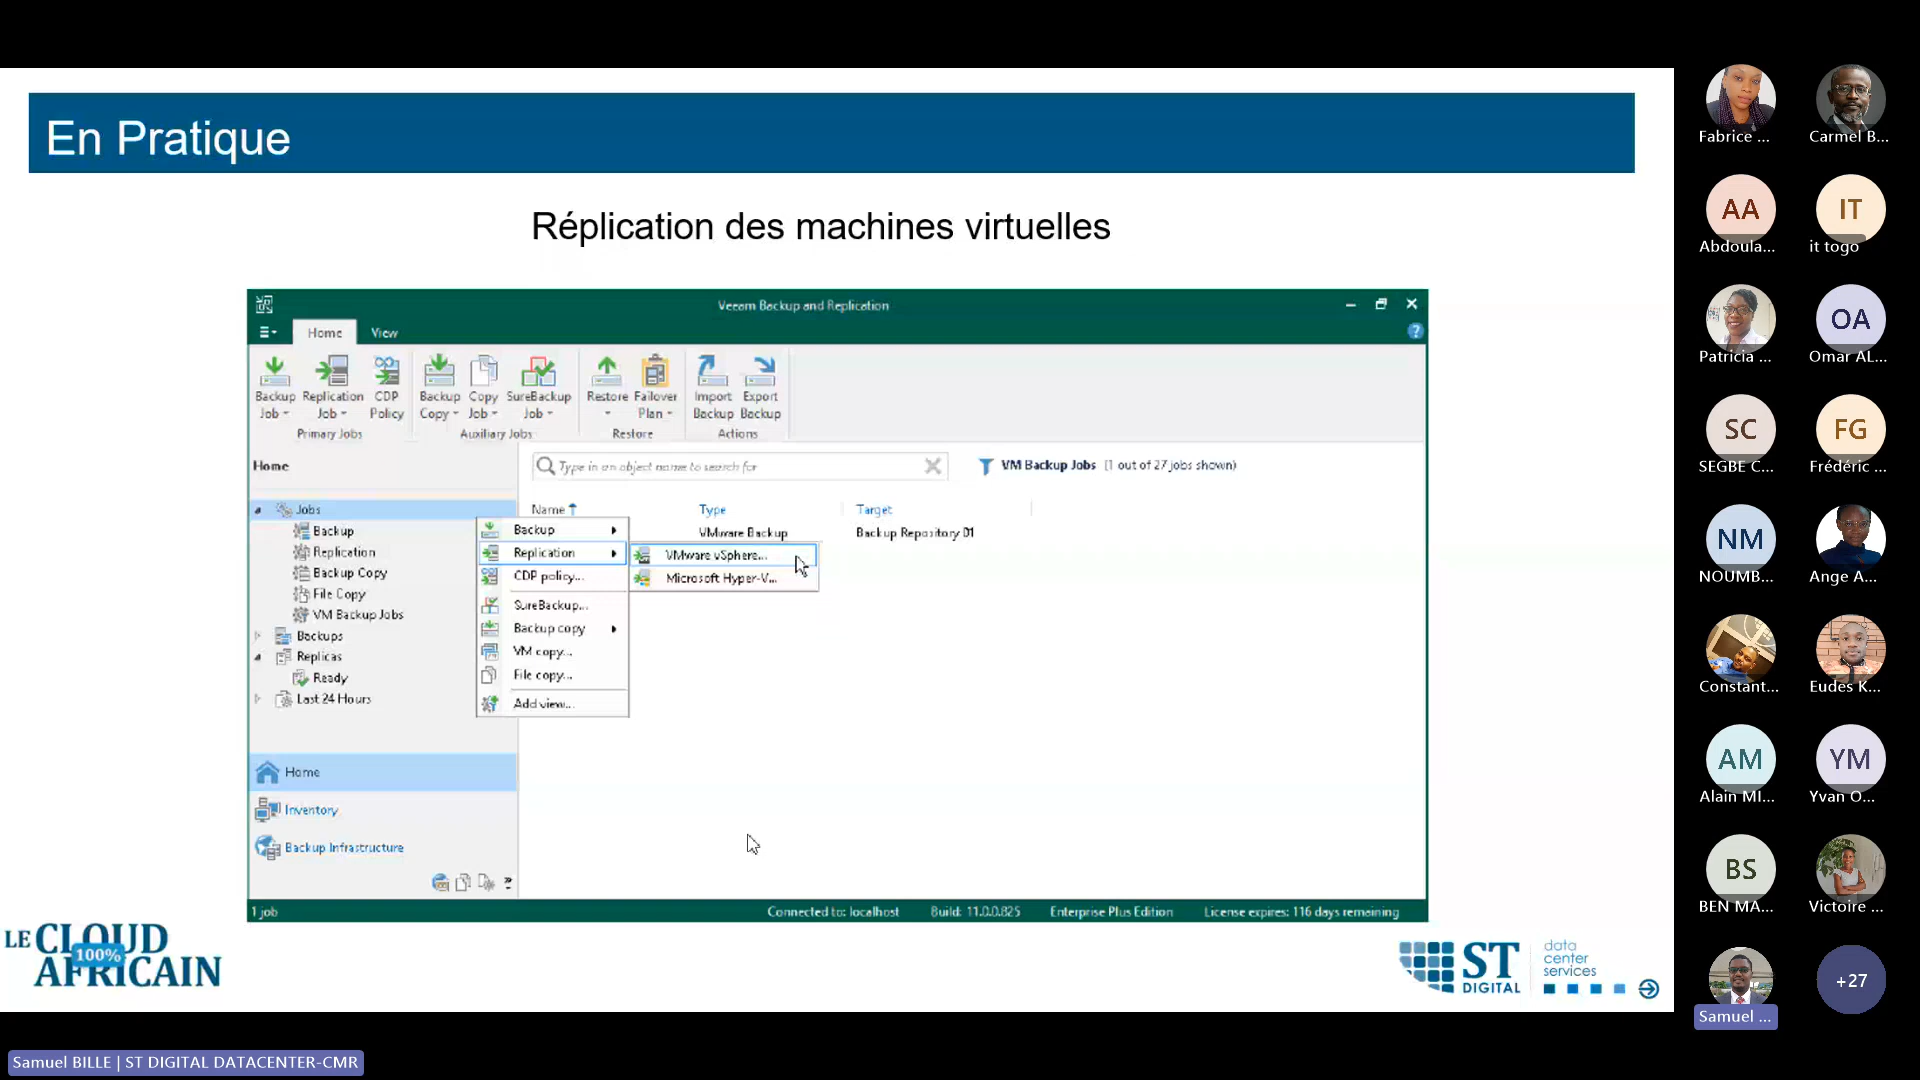 En Pratique
Réplication des machines virtuelles
Veeam Backup and Replication
Home View
Backup Job
Replication Job
CDP Policy
Primary Jobs
Backup Copy
Copy Job
SureBackup Job
Auxiliary Jobs
Restore
Failover Plan
Restore
Import Backup
Export Backup
Actions
Home
Type in an object name to search for
VM Backup Jobs (1 out of 27 jobs shown)
Jobs
Backup
Replication
Backup Copy
File Copy
VM Backup Jobs
Backups
Replicas
Ready
Last 24 Hours
Name Type Target
VMware Backup Backup Repository 01
Backup
Replication
CDP policy...
SureBackup...
Backup copy
VM copy...
File copy...
Add view...
VMware vSphere...
Microsoft Hyper-V...
Home
Inventory
Backup Infrastructure
1 job
Connected to: localhost Build: 11.0.0.825 Enterprise Plus Edition License expires: 116 days remaining
LE CLOUD
100%
AFRICAIN
ST
DIGITAL
data
center
services
Fabrice ...
Carmel B...
AA
Abdoula...
IT
it togo
Patricia ...
OA
Omar AL...
SC
SEGBE C...
FG
Frédéric ...
NM
NOUMB...
Ange A...
Constant...
Eudes K...
AM
Alain MI...
YM
Yvan O...
BS
BEN MA...
Victoire ...
Samuel ...
+27
Samuel BILLE | ST DIGITAL DATACENTER-CMR